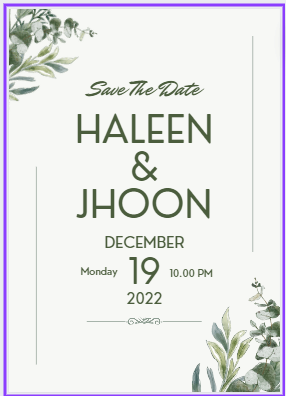 Save The Date
HALEEN
&
JHOON
DECEMBER
Monday 19 10.00 PM
2022